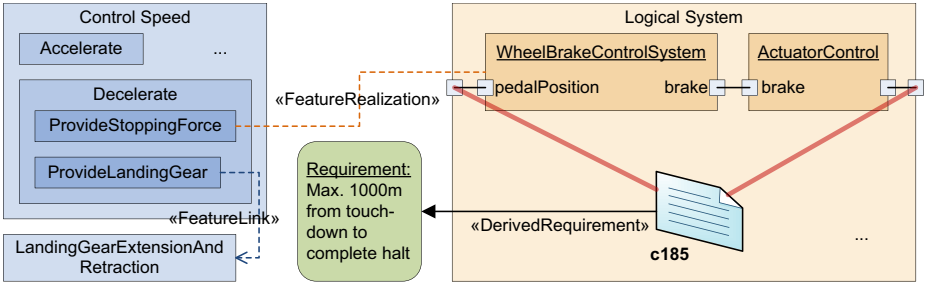 Control Speed
Accelerate
...
Decelerate
ProvideStoppingForce
ProvideLandingGear
«FeatureLink»
LandingGearExtensionAnd
Retraction
«FeatureRealization»
Requirement:
Max. 1000m
from touch-
down to
complete halt
«DerivedRequirement»
Logical System
WheelBrakeControlSystem
pedalPosition
brake
ActuatorControl
brake
c185
...